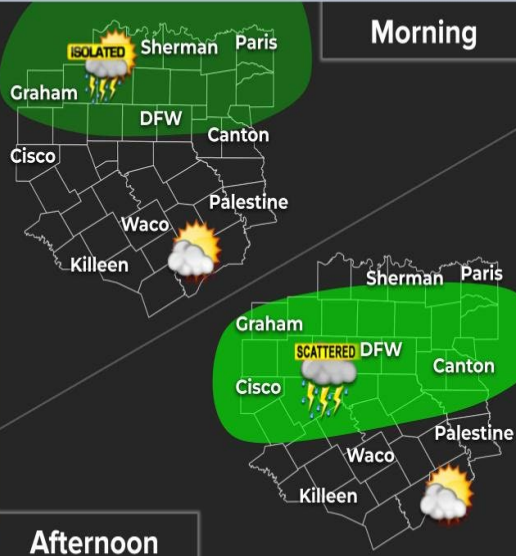 Morning
ISOLATED
Sherman
Paris
Graham
DFW
Canton
Cisco
Palestine
Waco
Killeen
Sherman
Paris
Graham
SCATTERED
DFW
Canton
Cisco
Palestine
Waco
Killeen
Afternoon